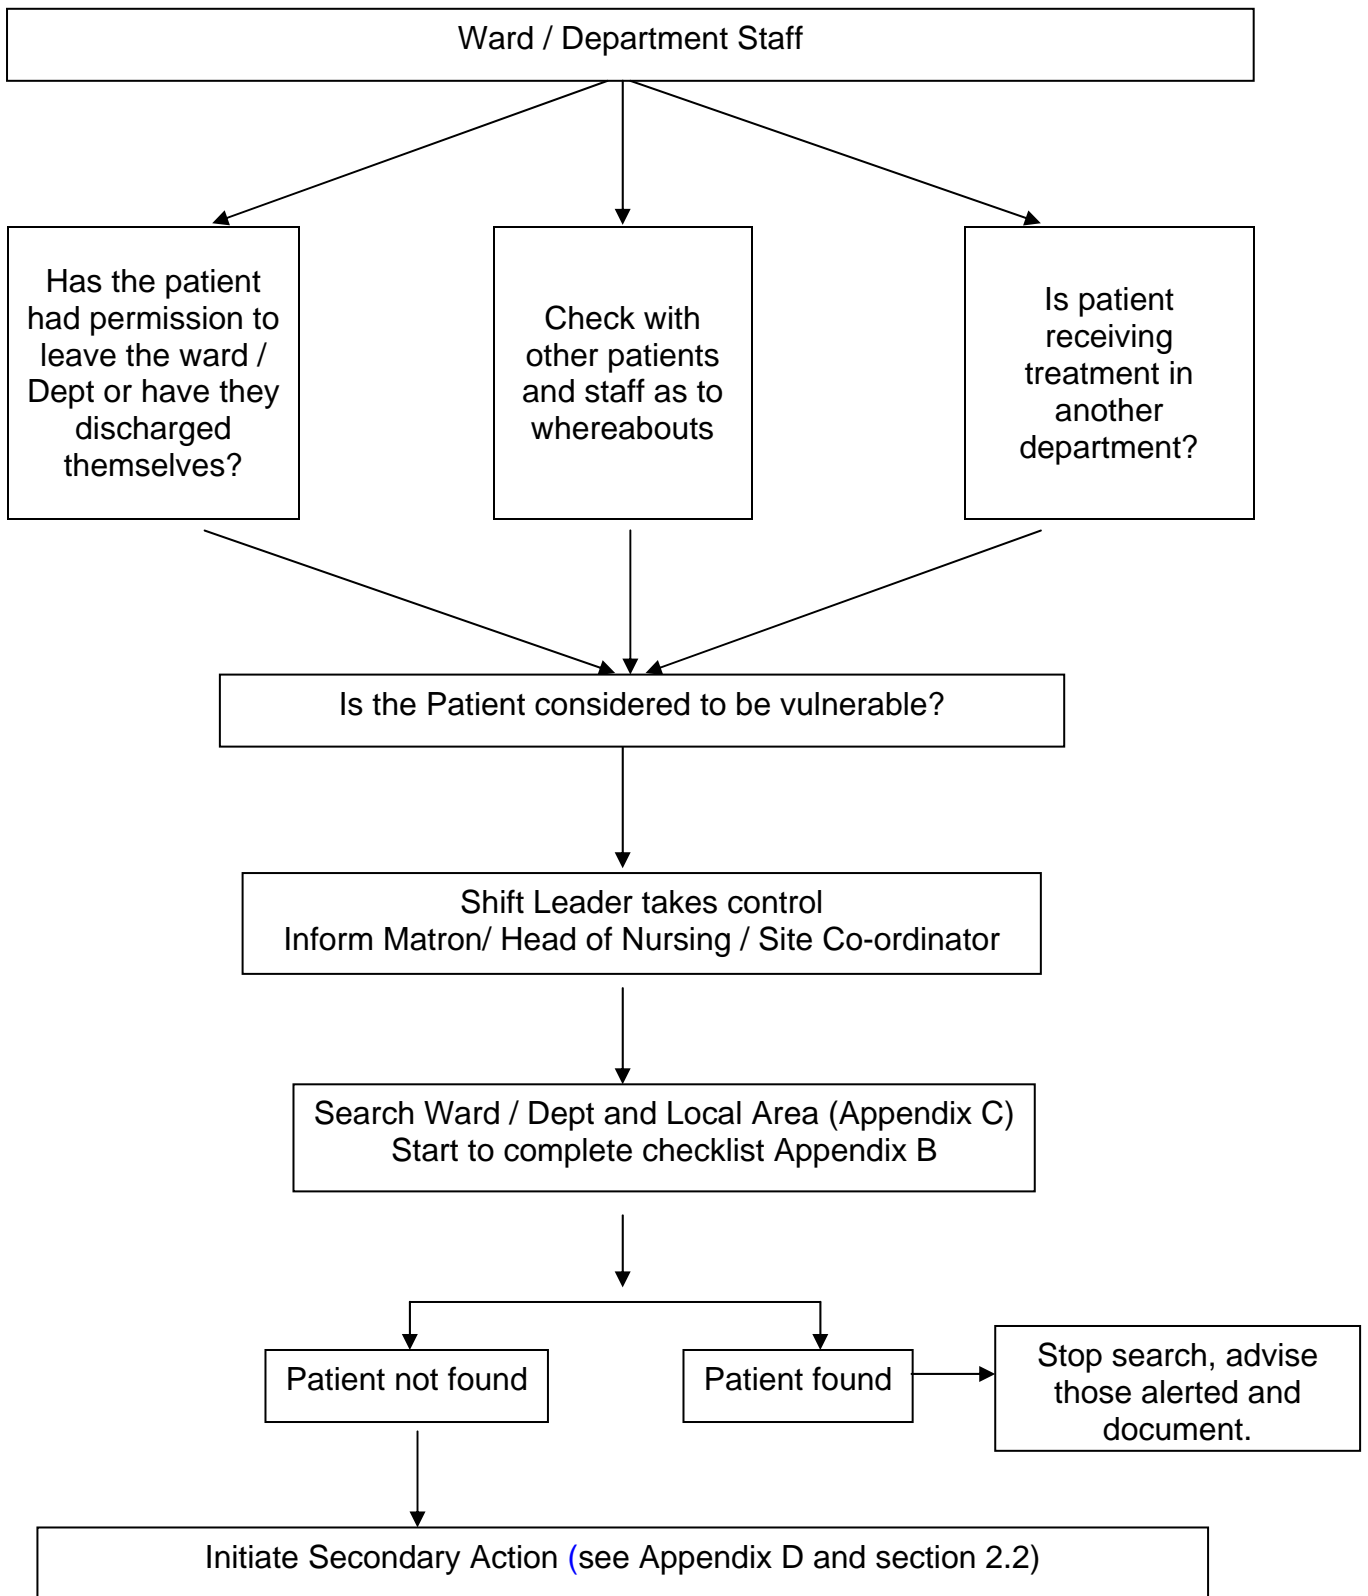 Ward / Department Staff
Has the patient
had permission to
leave the ward /
Dept or have they
discharged
themselves?
Check with
other patients
and staff as to
whereabouts
Is patient
receiving
treatment in
another
department?
Is the Patient considered to be vulnerable?
Shift Leader takes control
Inform Matron/ Head of Nursing / Site Co-ordinator
Search Ward / Dept and Local Area (Appendix C)
Start to complete checklist Appendix B
Patient not found
Patient found
Stop search, advise
those alerted and
document.
Initiate Secondary Action (see Appendix D and section 2.2)